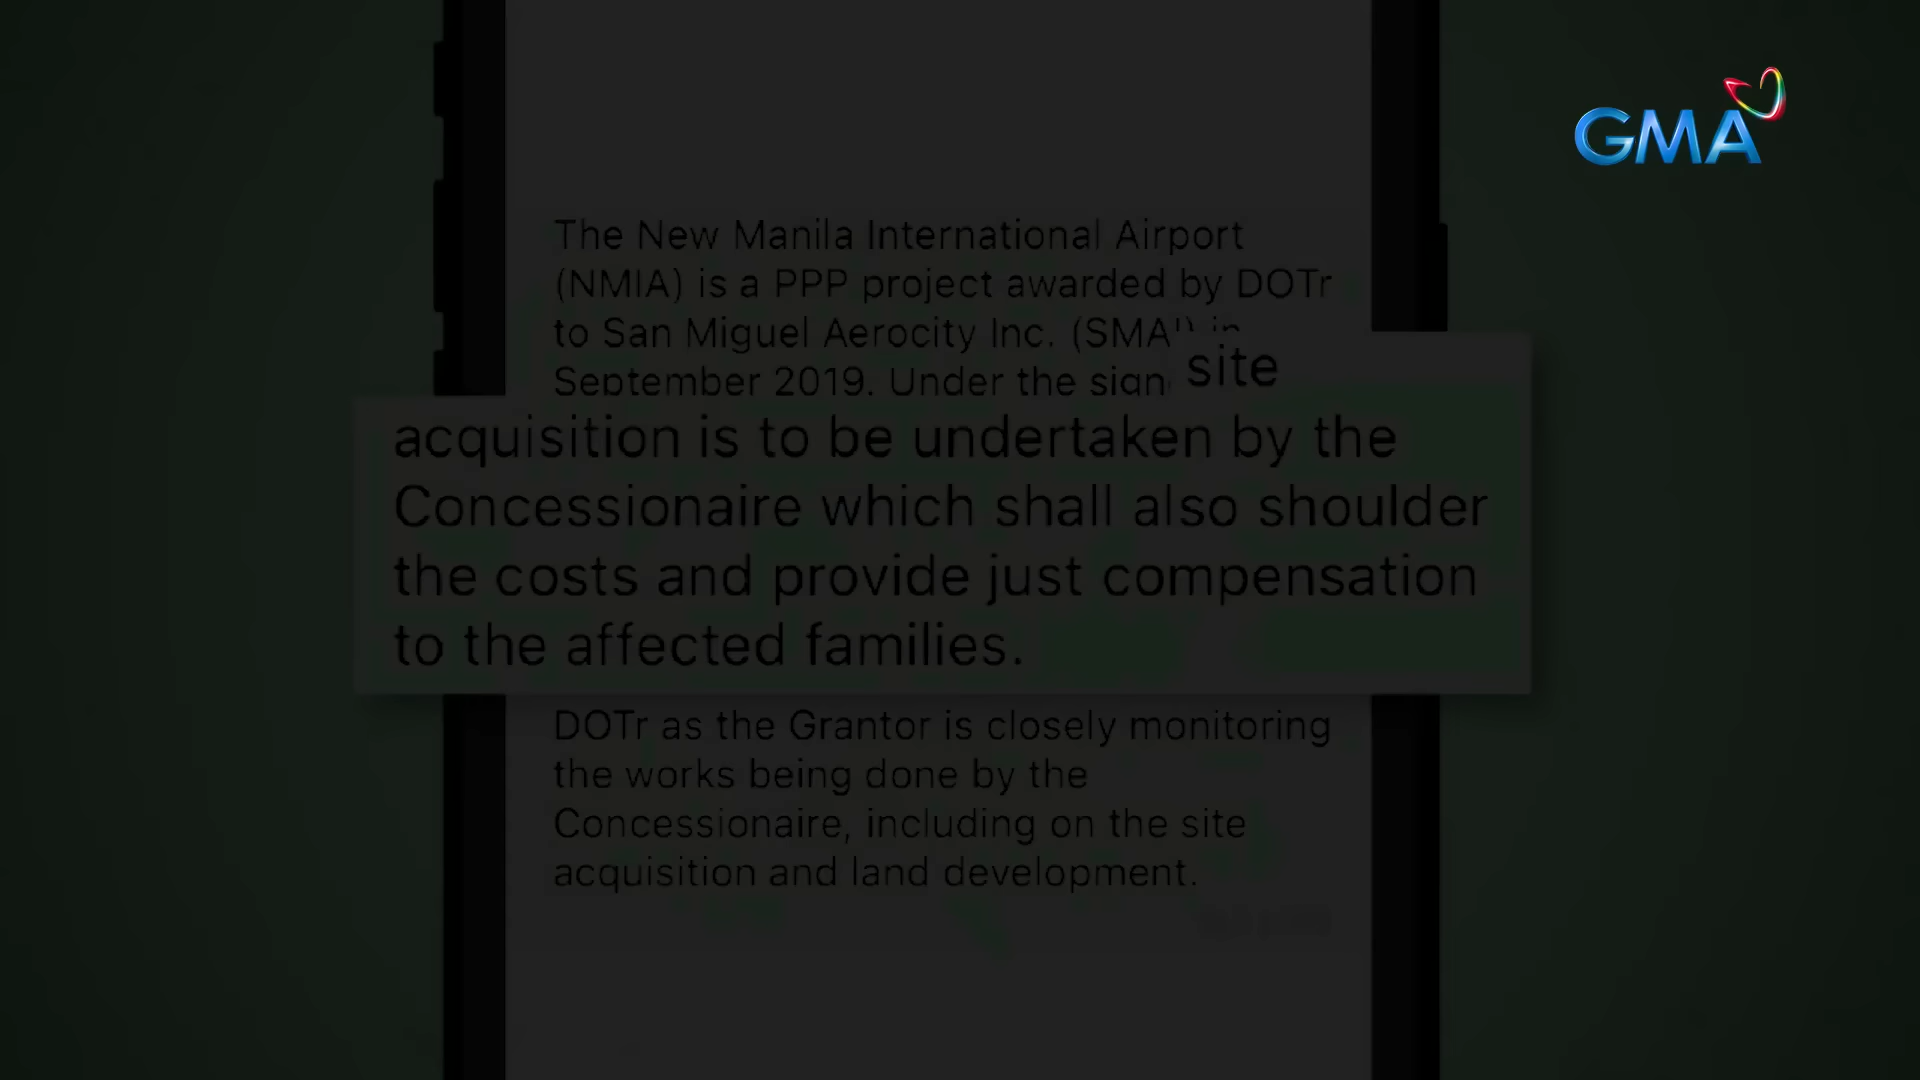 GMA
The New Manila International Airport
(NMIA) is a PPP project awarded by DOTr
to San Miguel Aerocity Inc.
September 2019. Under the
site
acquisition is to be undertaken by the
Concessionaire which shall also shoulder
the costs and provide just compensation
to the affected families.
DOTr as the Grantor is closely monitoring
the works being done by the
Concessionaire, including on the site
acquisition and land development.